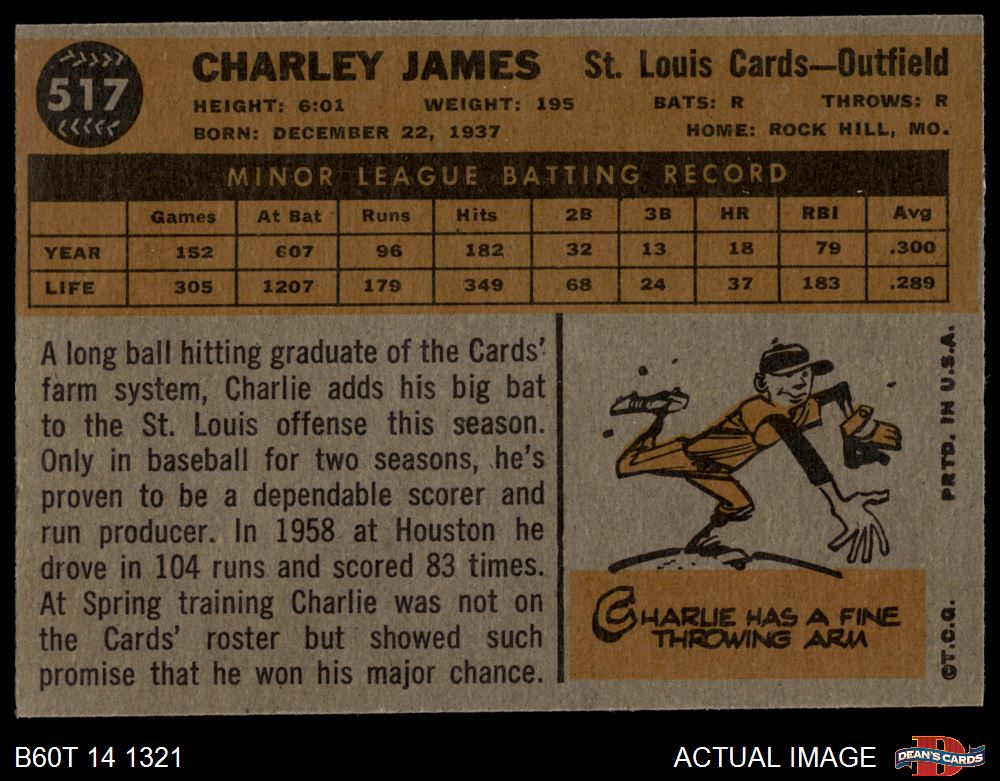 517
CHARLEY JAMES St. Louis Cards—Outfield
HEIGHT: 6:01 WEIGHT: 195 BATS: R THROWS: R
BORN: DECEMBER 22, 1937 HOME: ROCK HILL, MO.
MINOR LEAGUE BATTING RECORD
Games At Bat Runs Hits 2B 3B HR RBI Avg
YEAR 152 607 96 182 32 13 18 79 .300
LIFE 305 1207 179 349 68 24 37 183 .289
A long ball hitting graduate of the Cards'
farm system, Charlie adds his big bat
to the St. Louis offense this season.
Only in baseball for two seasons, he's
proven to be a dependable scorer and
run producer. In 1958 at Houston he
drove in 104 runs and scored 83 times.
At Spring training Charlie was not on
the Cards' roster but showed such
promise that he won his major chance.
CHARLIE HAS A FINE
THROWING ARM
©T.C.G. PRTD. IN U.S.A.
B60T 14 1321 ACTUAL IMAGE D DEAN'S CARDS